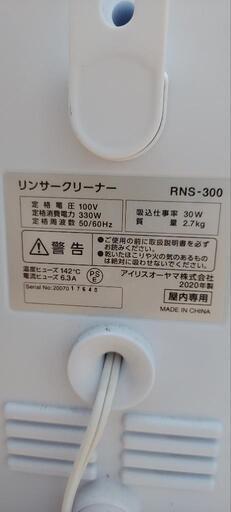 リンサークリーナー RNS-300
定格電圧 100V 吸込仕事率 30W
定格消費電力 330W 質量 2.7kg
定格周波数 50/60Hz
警告
●ご使用の前に取扱説明書を必ずお読みください。
●乾いたほこりや火の気のあるものは絶対に吸わせないでください。
温度ヒューズ 142℃
電流ヒューズ 6.3A
PSE
アイリスオーヤマ株式会社
2020年製
Serial No: 20070 17640
屋内専用
MADE IN CHINA